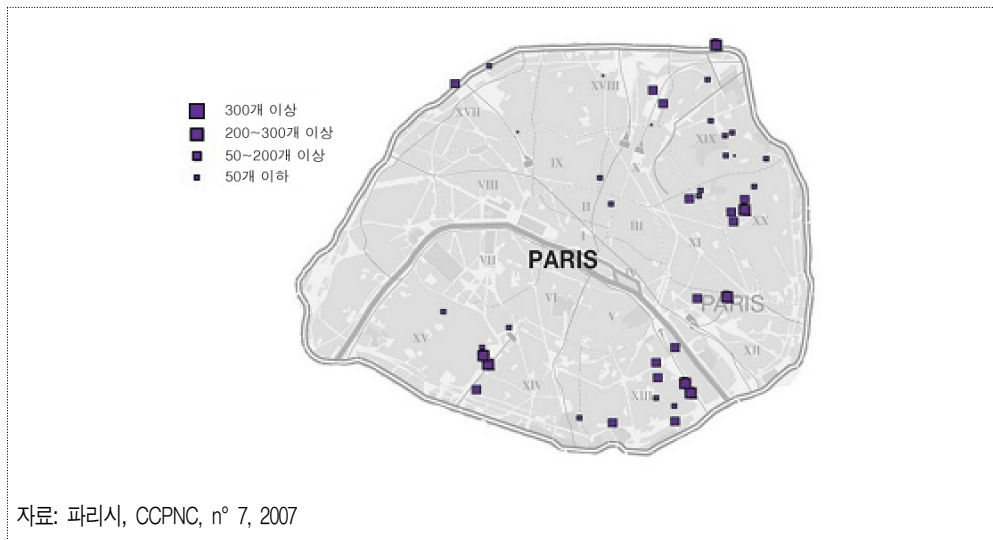 300개 이상
200~300개 이상
50~200개 이상
50개 이하
XVIII
XVII
XIX
IX
X
VIII
II
III
XX
I
XI
VII
PARIS
IV
VI
PARIS
V
XV
XII
XIV
XIII
자료: 파리시, CCPNC, n° 7, 2007